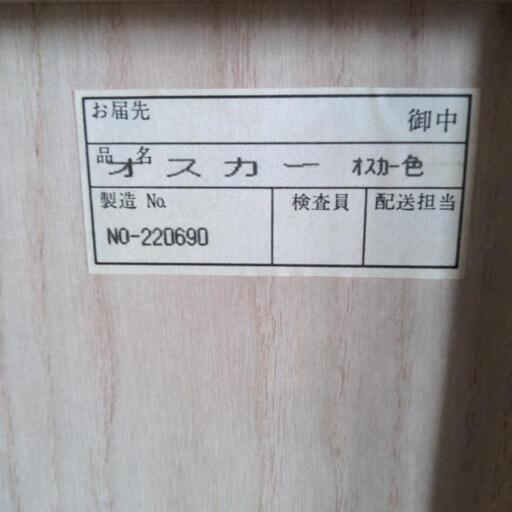 お届先 御中
品名 オスカー ｵｽｶｰ色
製造 No. 検査員 配送担当
NO-220690